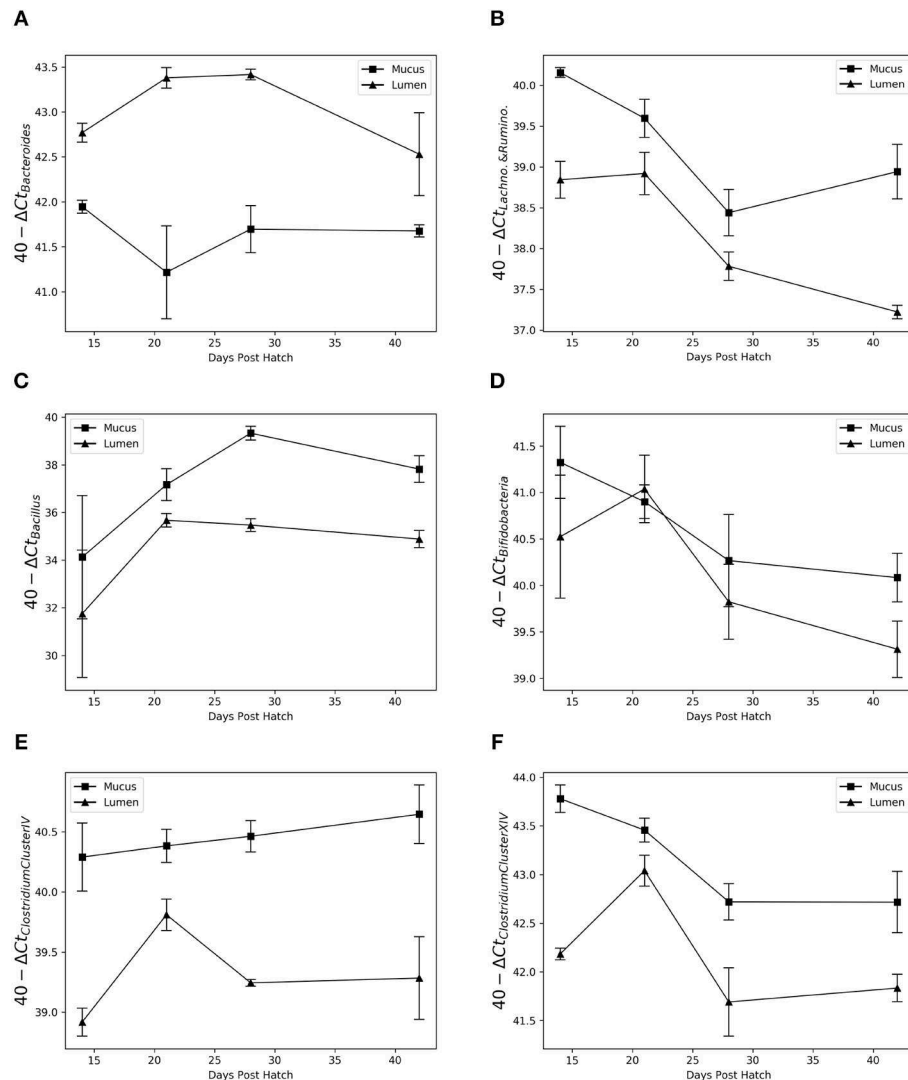 A
43.5
43.0
42.5
42.0
41.5
41.0
40 − ΔCt_Bacteroides
Mucus
Lumen
15 20 25 30 35 40
Days Post Hatch
B
40.0
39.5
39.0
38.5
38.0
37.5
37.0
40 − ΔCt_Lachno.&Rumino.
Mucus
Lumen
15 20 25 30 35 40
Days Post Hatch
C
40
38
36
34
32
30
40 − ΔCt_Bacillus
Mucus
Lumen
15 20 25 30 35 40
Days Post Hatch
D
41.5
41.0
40.5
40.0
39.5
39.0
40 − ΔCt_Bifidobacteria
Mucus
Lumen
15 20 25 30 35 40
Days Post Hatch
E
40.5
40.0
39.5
39.0
40 − ΔCt_ClostridiumClusterIV
Mucus
Lumen
15 20 25 30 35 40
Days Post Hatch
F
44.0
43.5
43.0
42.5
42.0
41.5
40 − ΔCt_ClostridiumClusterXIV
Mucus
Lumen
15 20 25 30 35 40
Days Post Hatch